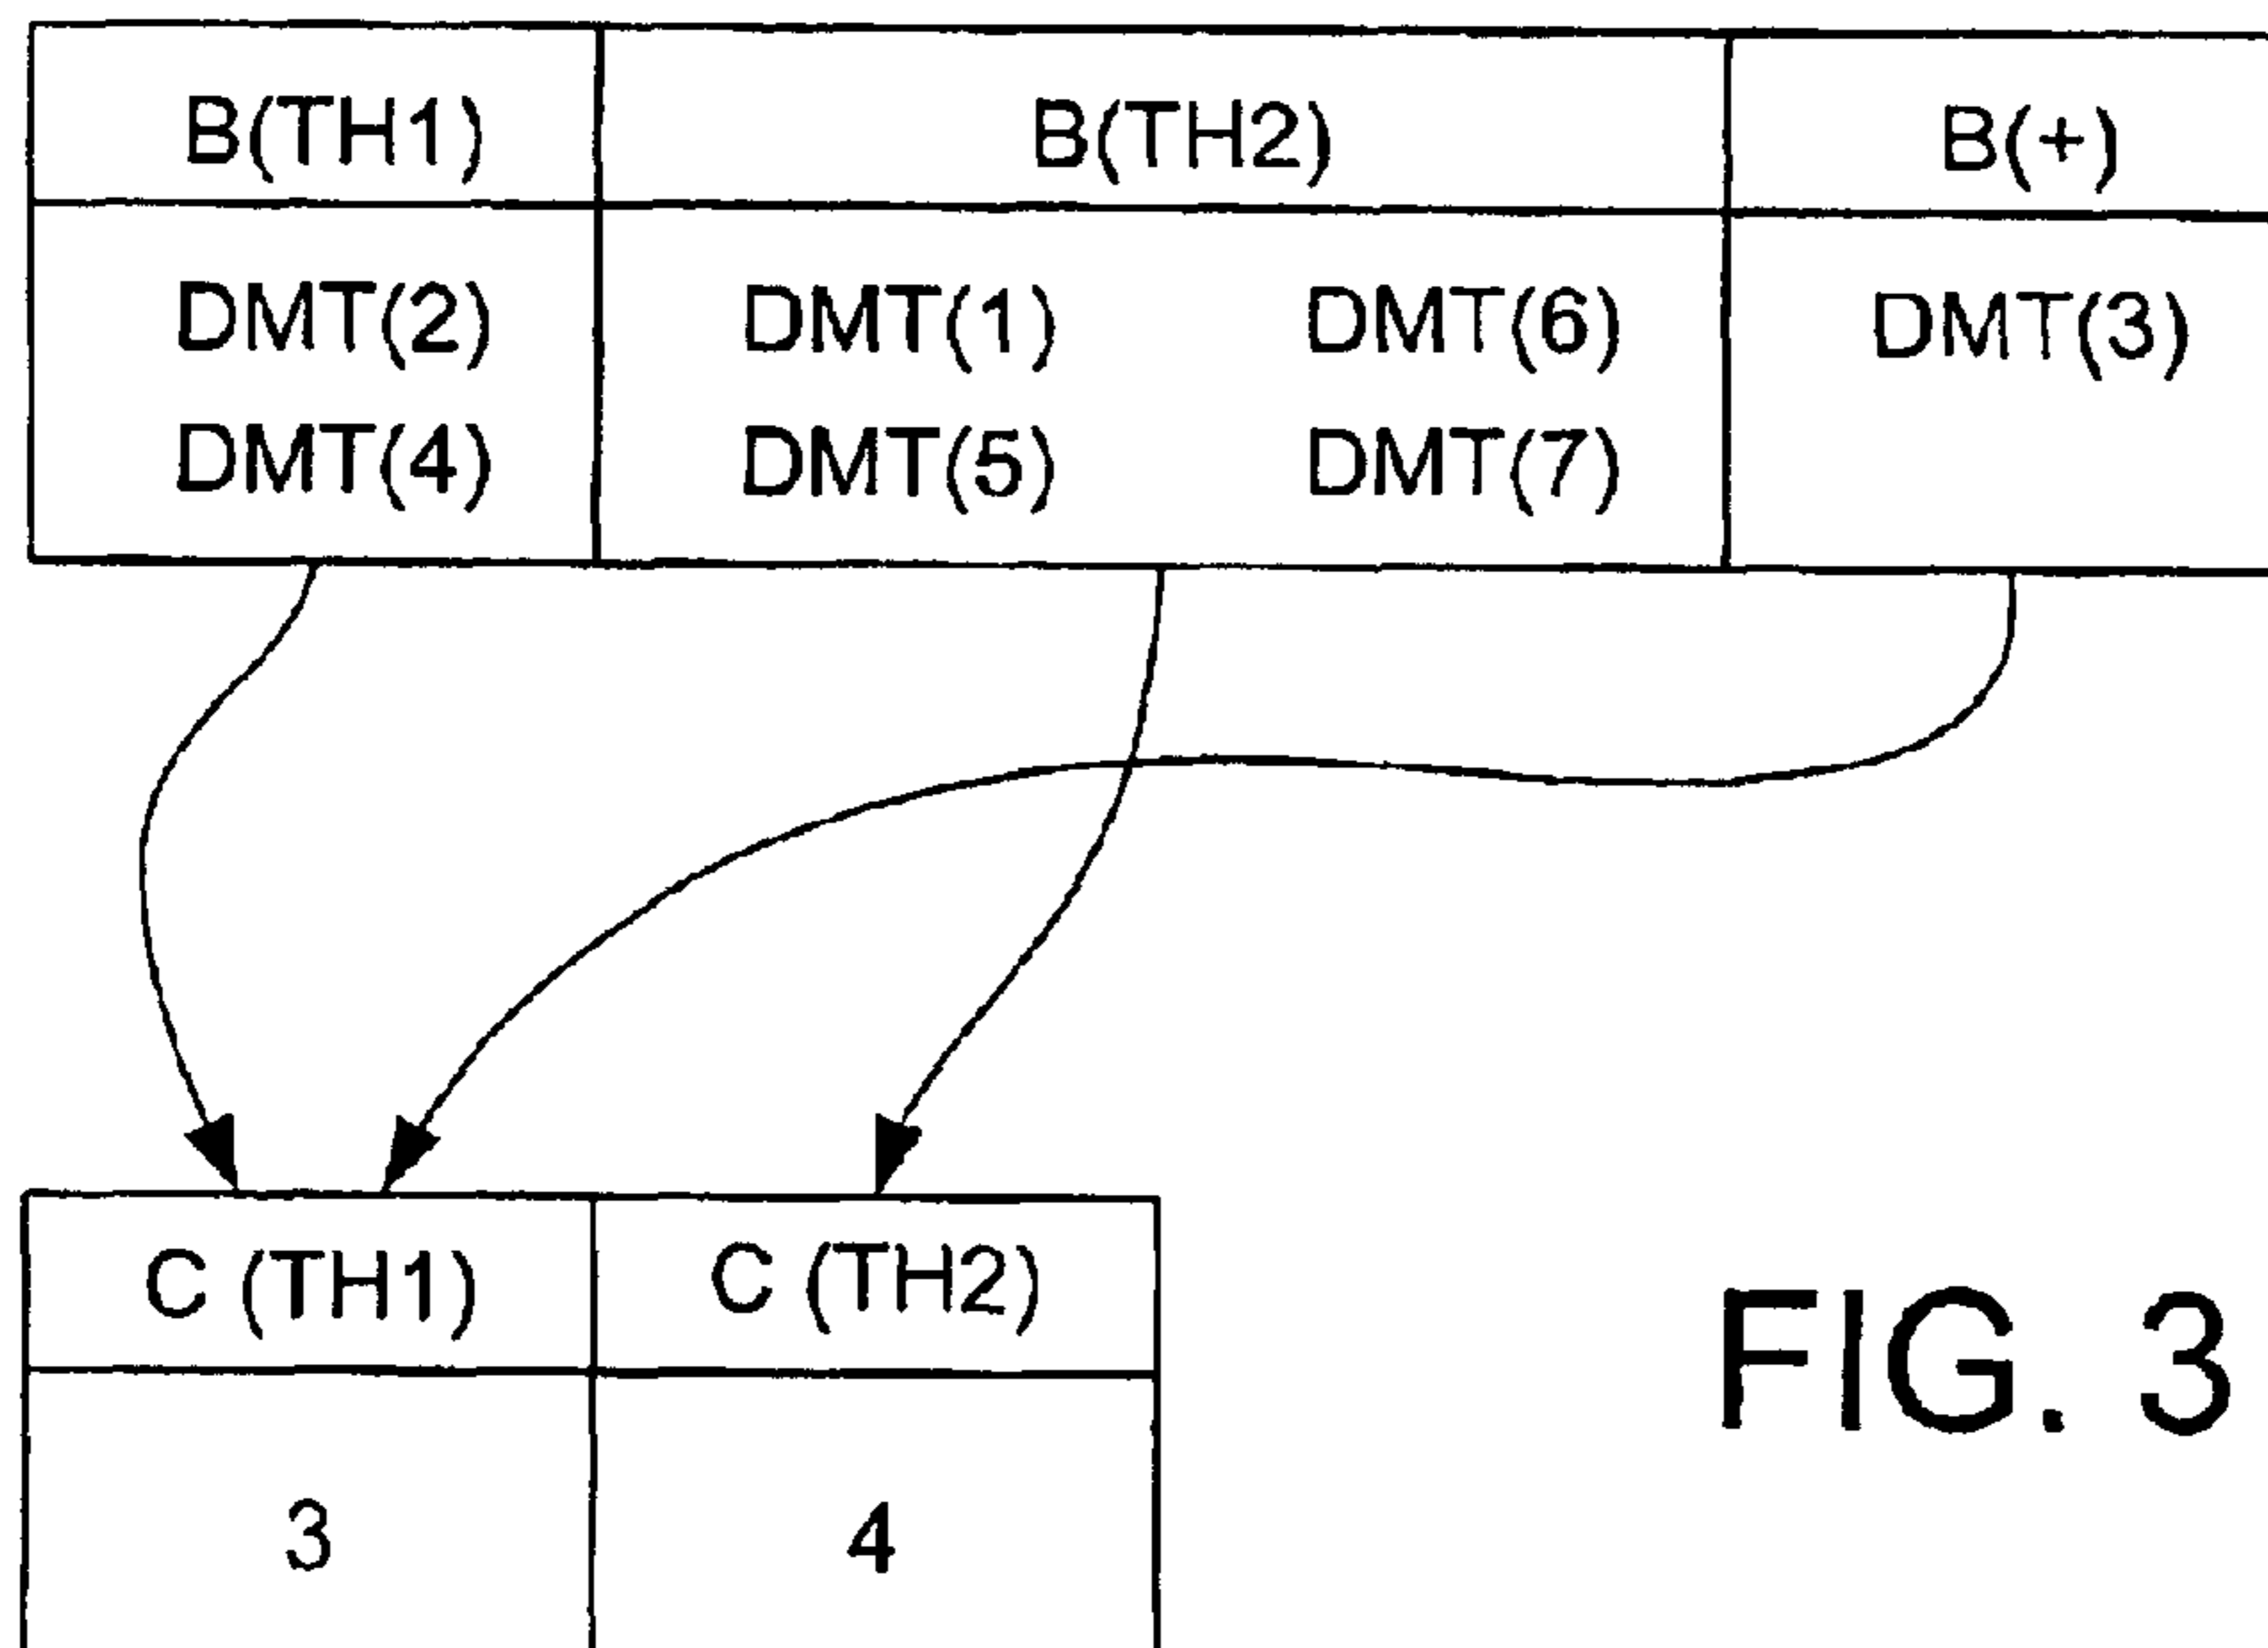 B(TH1) B(TH2) B(+)
DMT(2) DMT(1) DMT(6) DMT(3)
DMT(4) DMT(5) DMT(7)
C (TH1) C (TH2)
3 4
FIG. 3